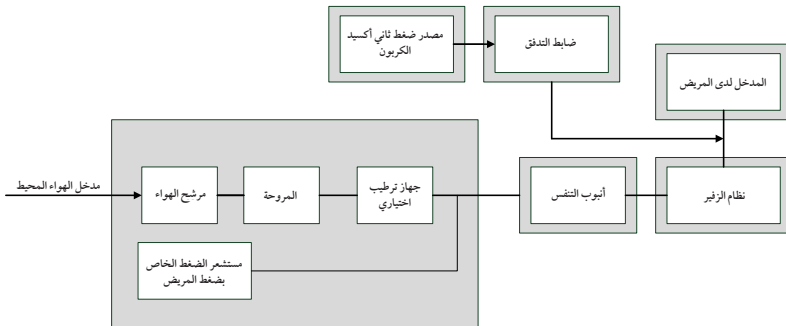 مصدر ضغط ثاني أكسيد
الكربون
ضابط التدفق
المدخل لدى المريض
مدخل الهواء المحيط
مرشح الهواء
المروحة
جهاز ترطيب
اختياري
أنبوب التنفس
نظام الزفير
مستشعر الضغط الخاص
بضغط المريض